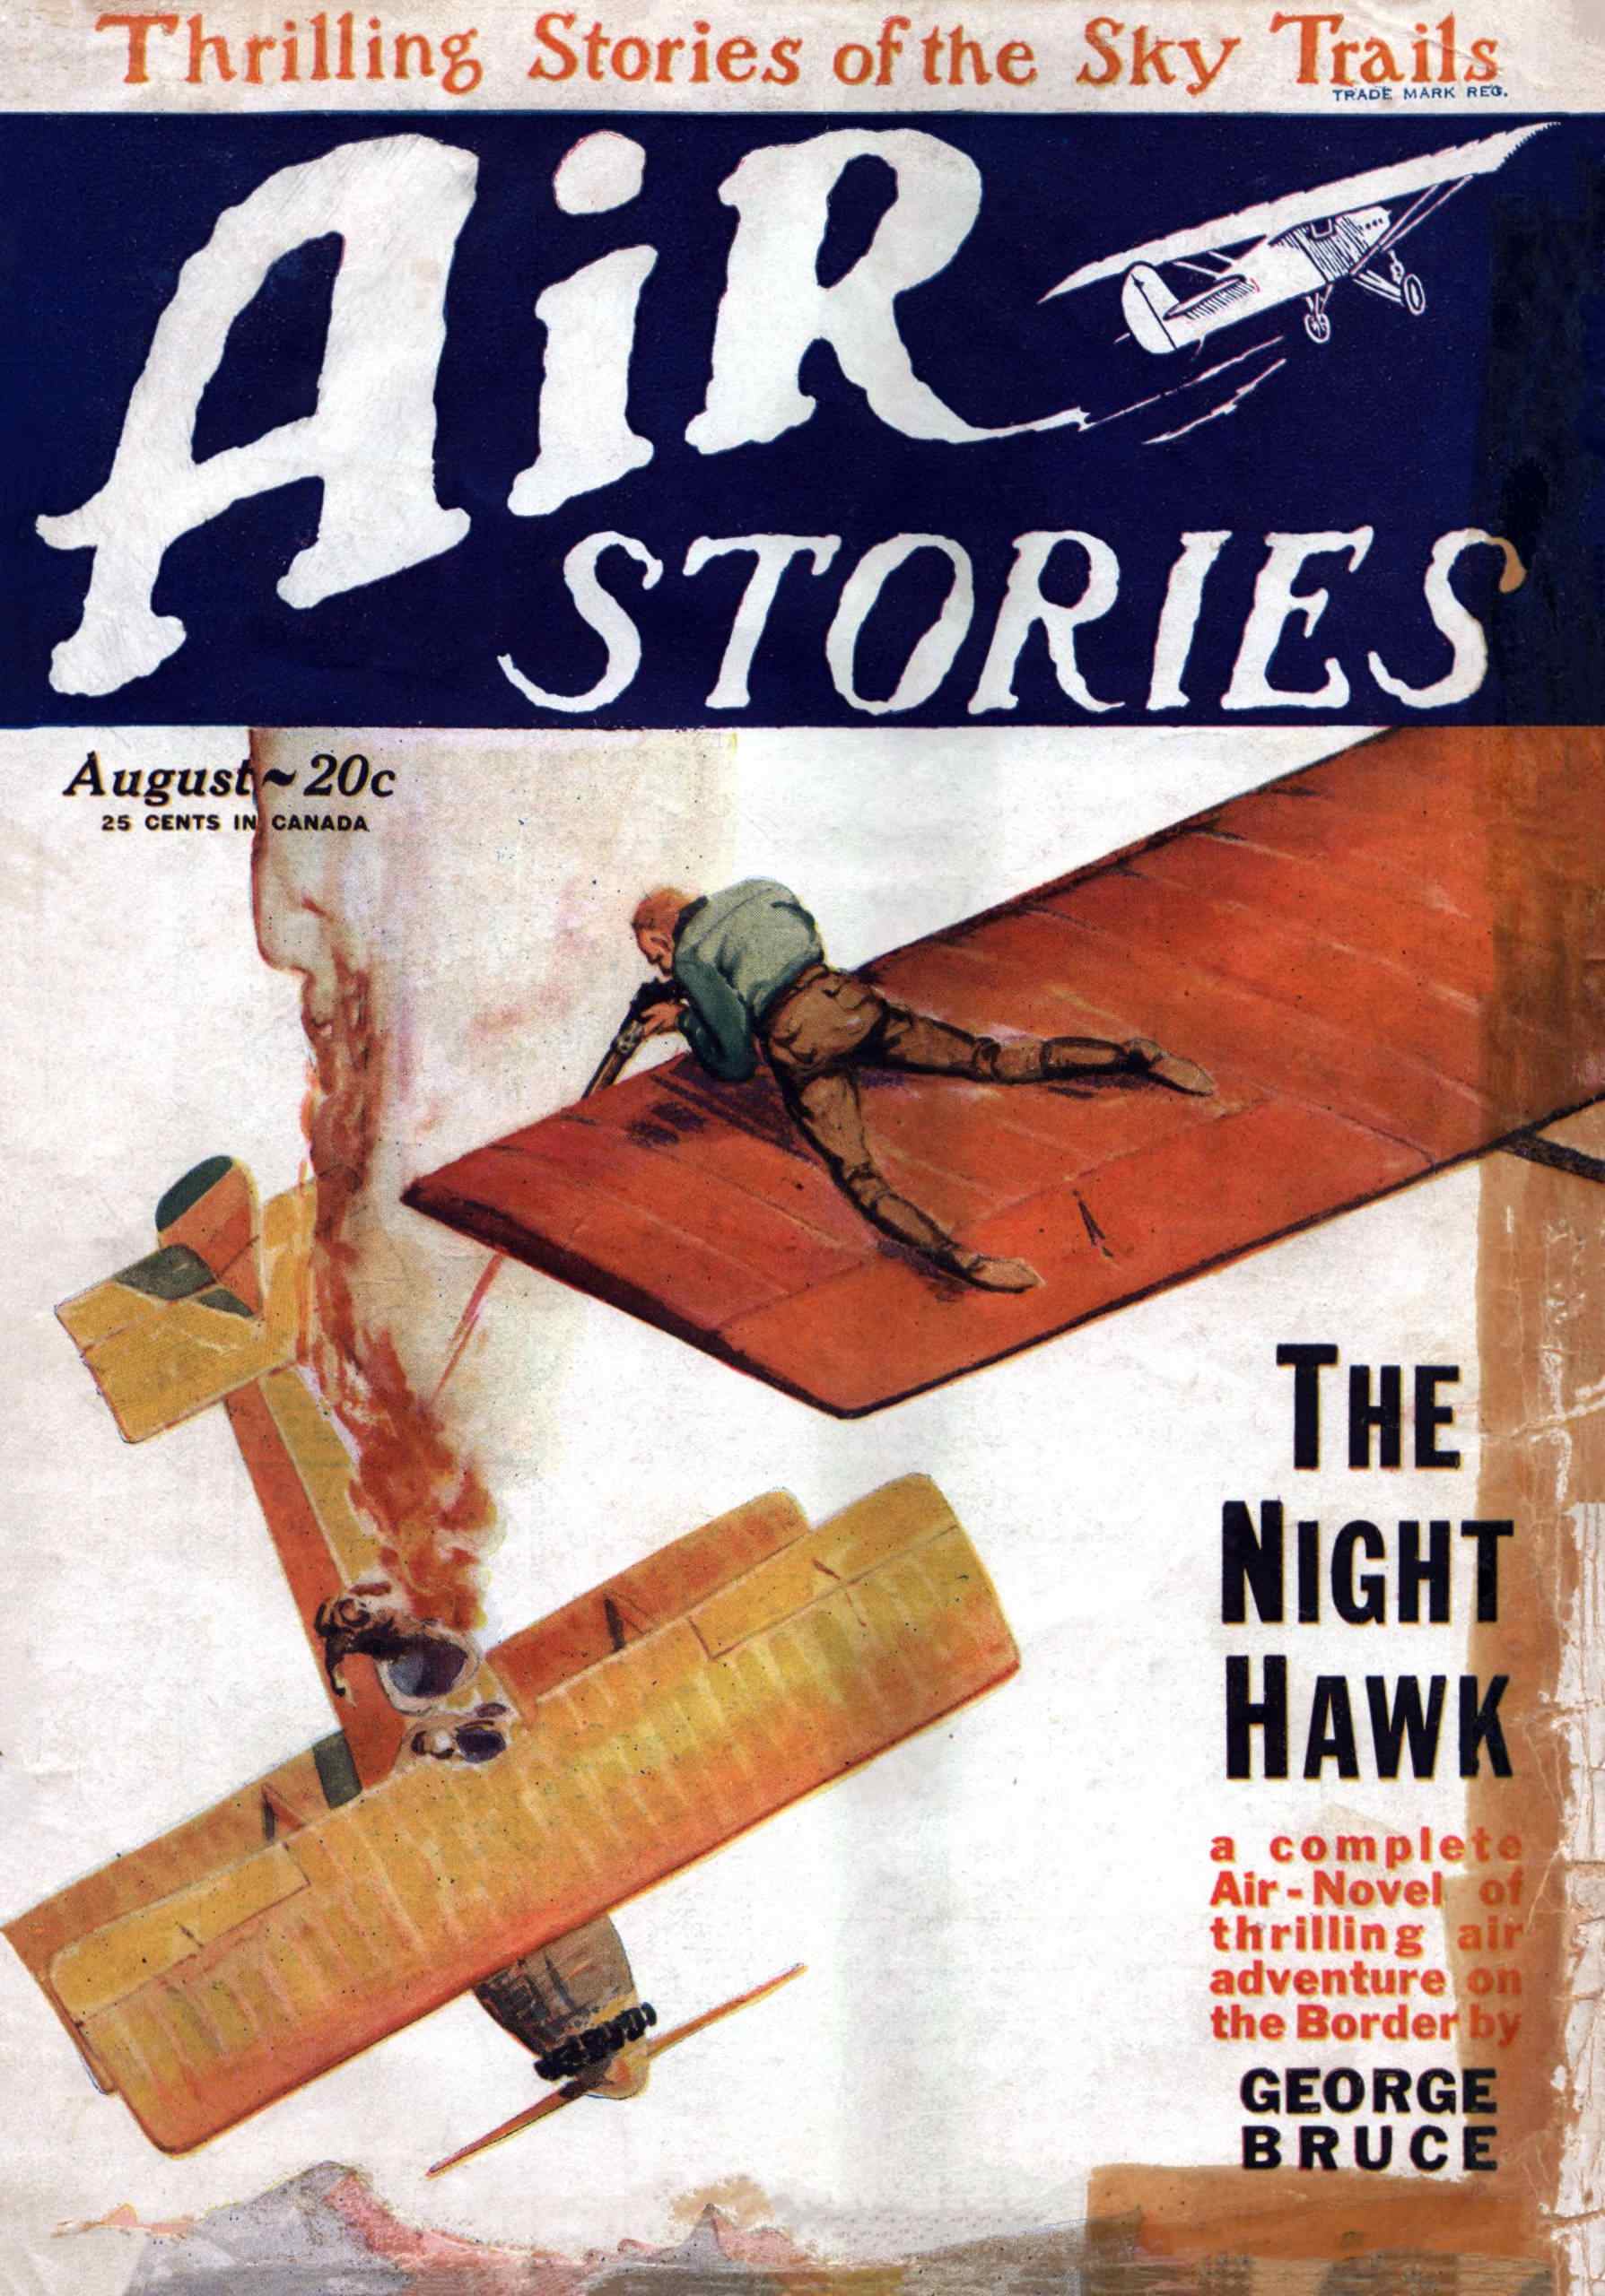 Thrilling Stories of the Sky Trails
TRADE MARK REG.
AiR
STORIES
August~20c
25 CENTS IN CANADA
THE
NIGHT
HAWK
a complete
Air-Novel of
thrilling air
adventure on
the Border by
GEORGE
BRUCE